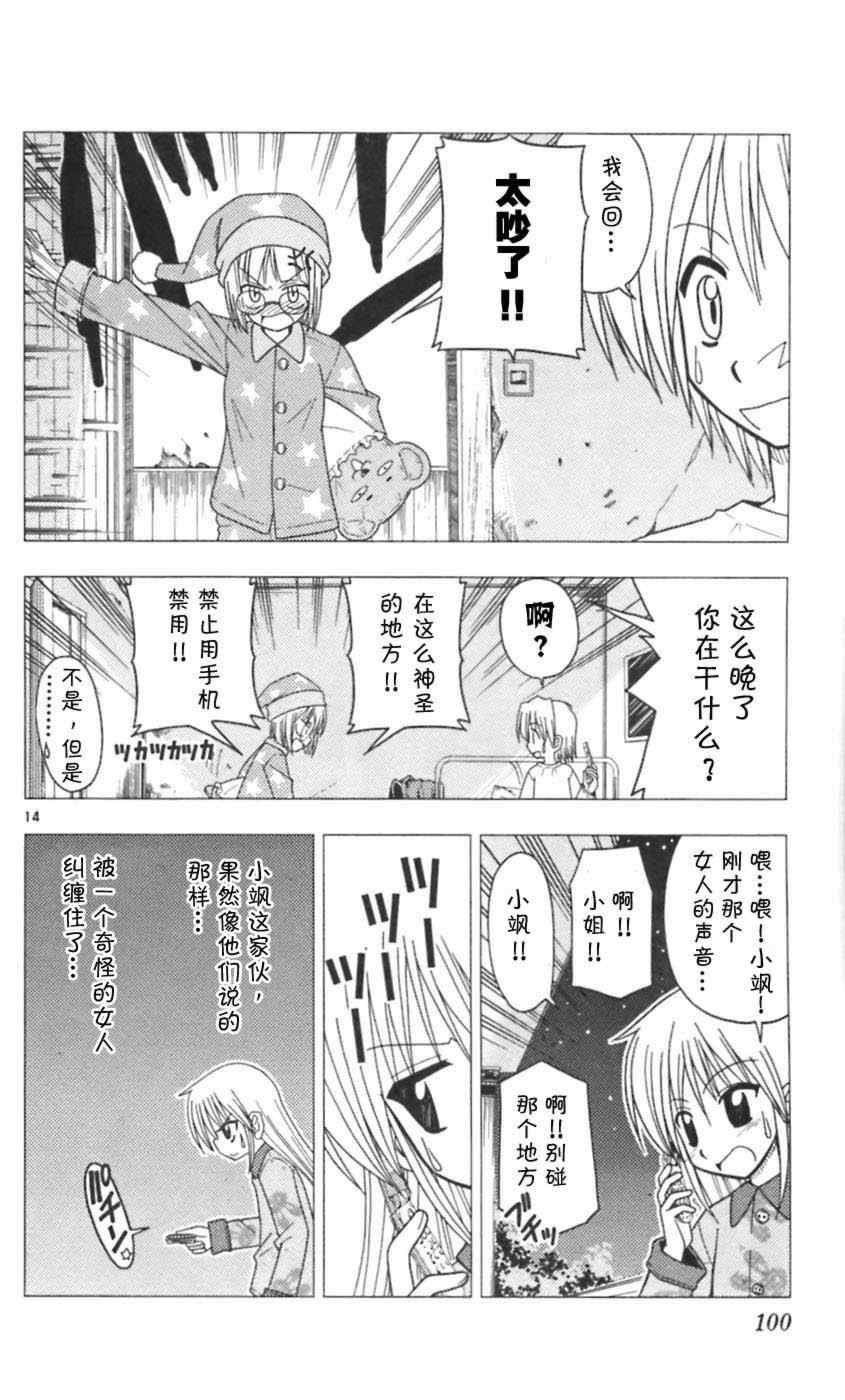 我会回…
太吵了!!
这么晚了
你在干什么?
啊?
在这么神圣
的地方!!
禁止用手机
禁用!!
ツカツカツカ
不是,但是
………
14
喂…喂!小飒!
刚才那个
女人的声音…
啊!!
小姐!!
小飒!!
啊!!别碰
那个地方
ブチッ
ツーツーツー
小飒这家伙,
果然像他们说的
那样…
被一个奇怪的女人
纠缠住了…
パチン☆
100